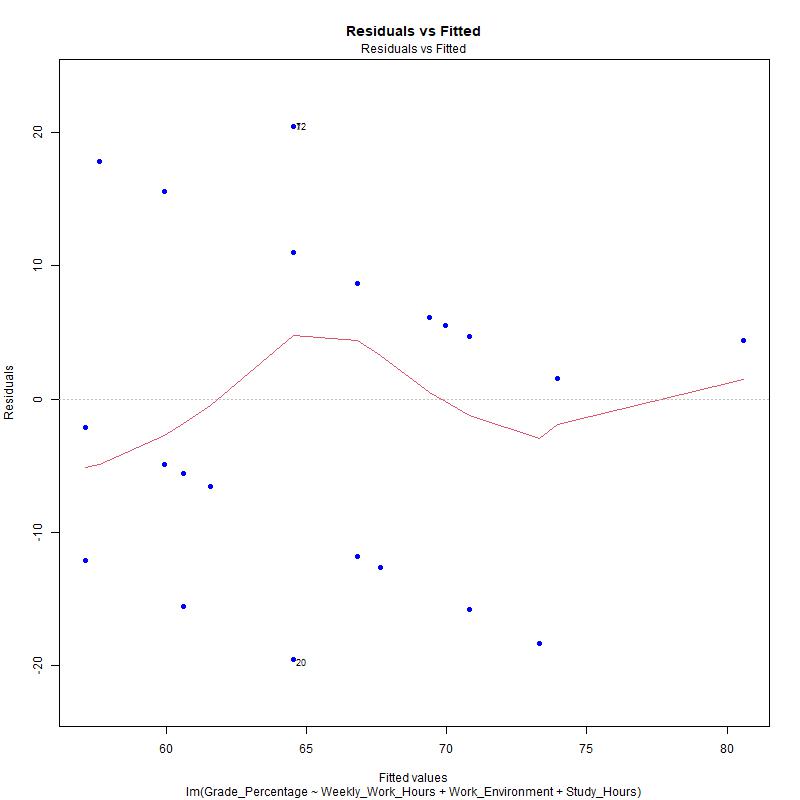 Residuals vs Fitted
Residuals vs Fitted
20
10
0
-10
-20
Residuals
20
60
65
70
75
80
Fitted values
lm(Grade_Percentage ~ Weekly_Work_Hours + Work_Environment + Study_Hours)